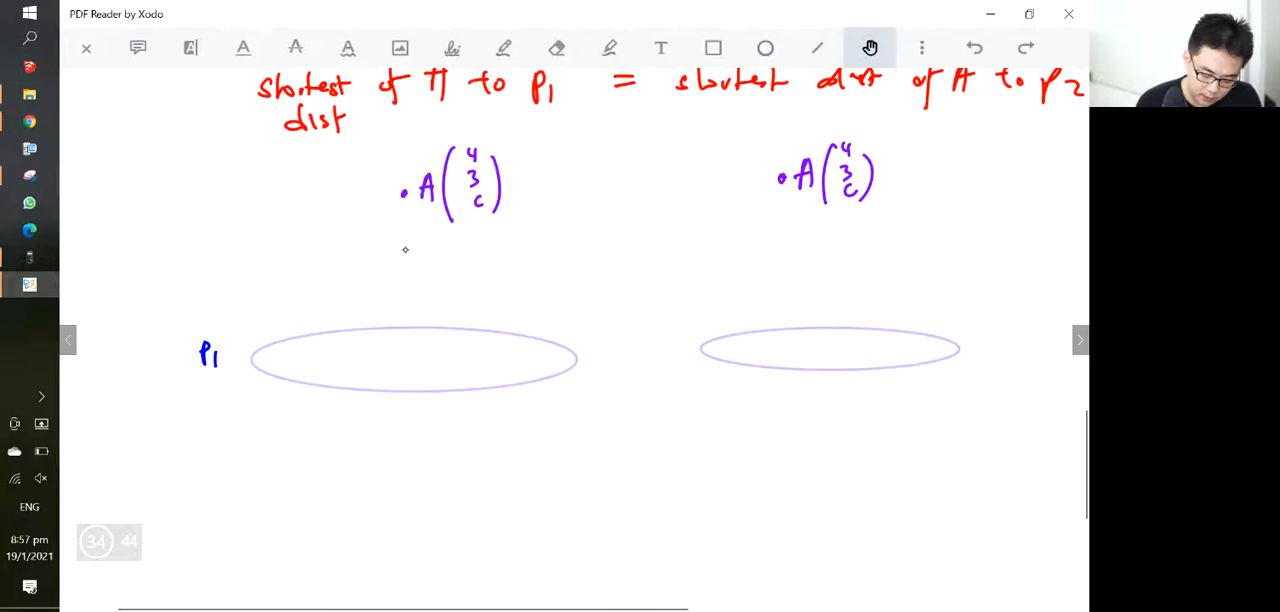 PDF Reader by Xodo
shortest of A to P1 = shortest dist of A to P2
dist
A (4 3 c)
A (4 3 c)
P1
ENG
8:57 pm
19/1/2021
34 44